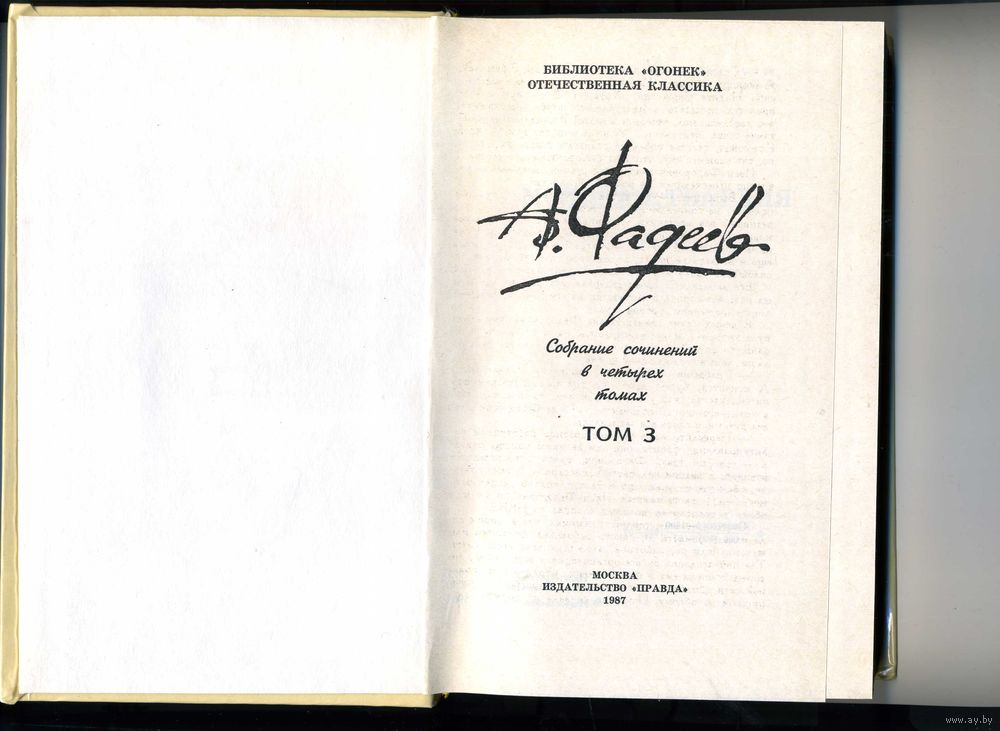 БИБЛИОТЕКА «ОГОНЕК»
ОТЕЧЕСТВЕННАЯ КЛАССИКА
А. Фадеев
Собрание сочинений
в четырех
томах
ТОМ 3
МОСКВА
ИЗДАТЕЛЬСТВО «ПРАВДА»
1987
www.ay.by